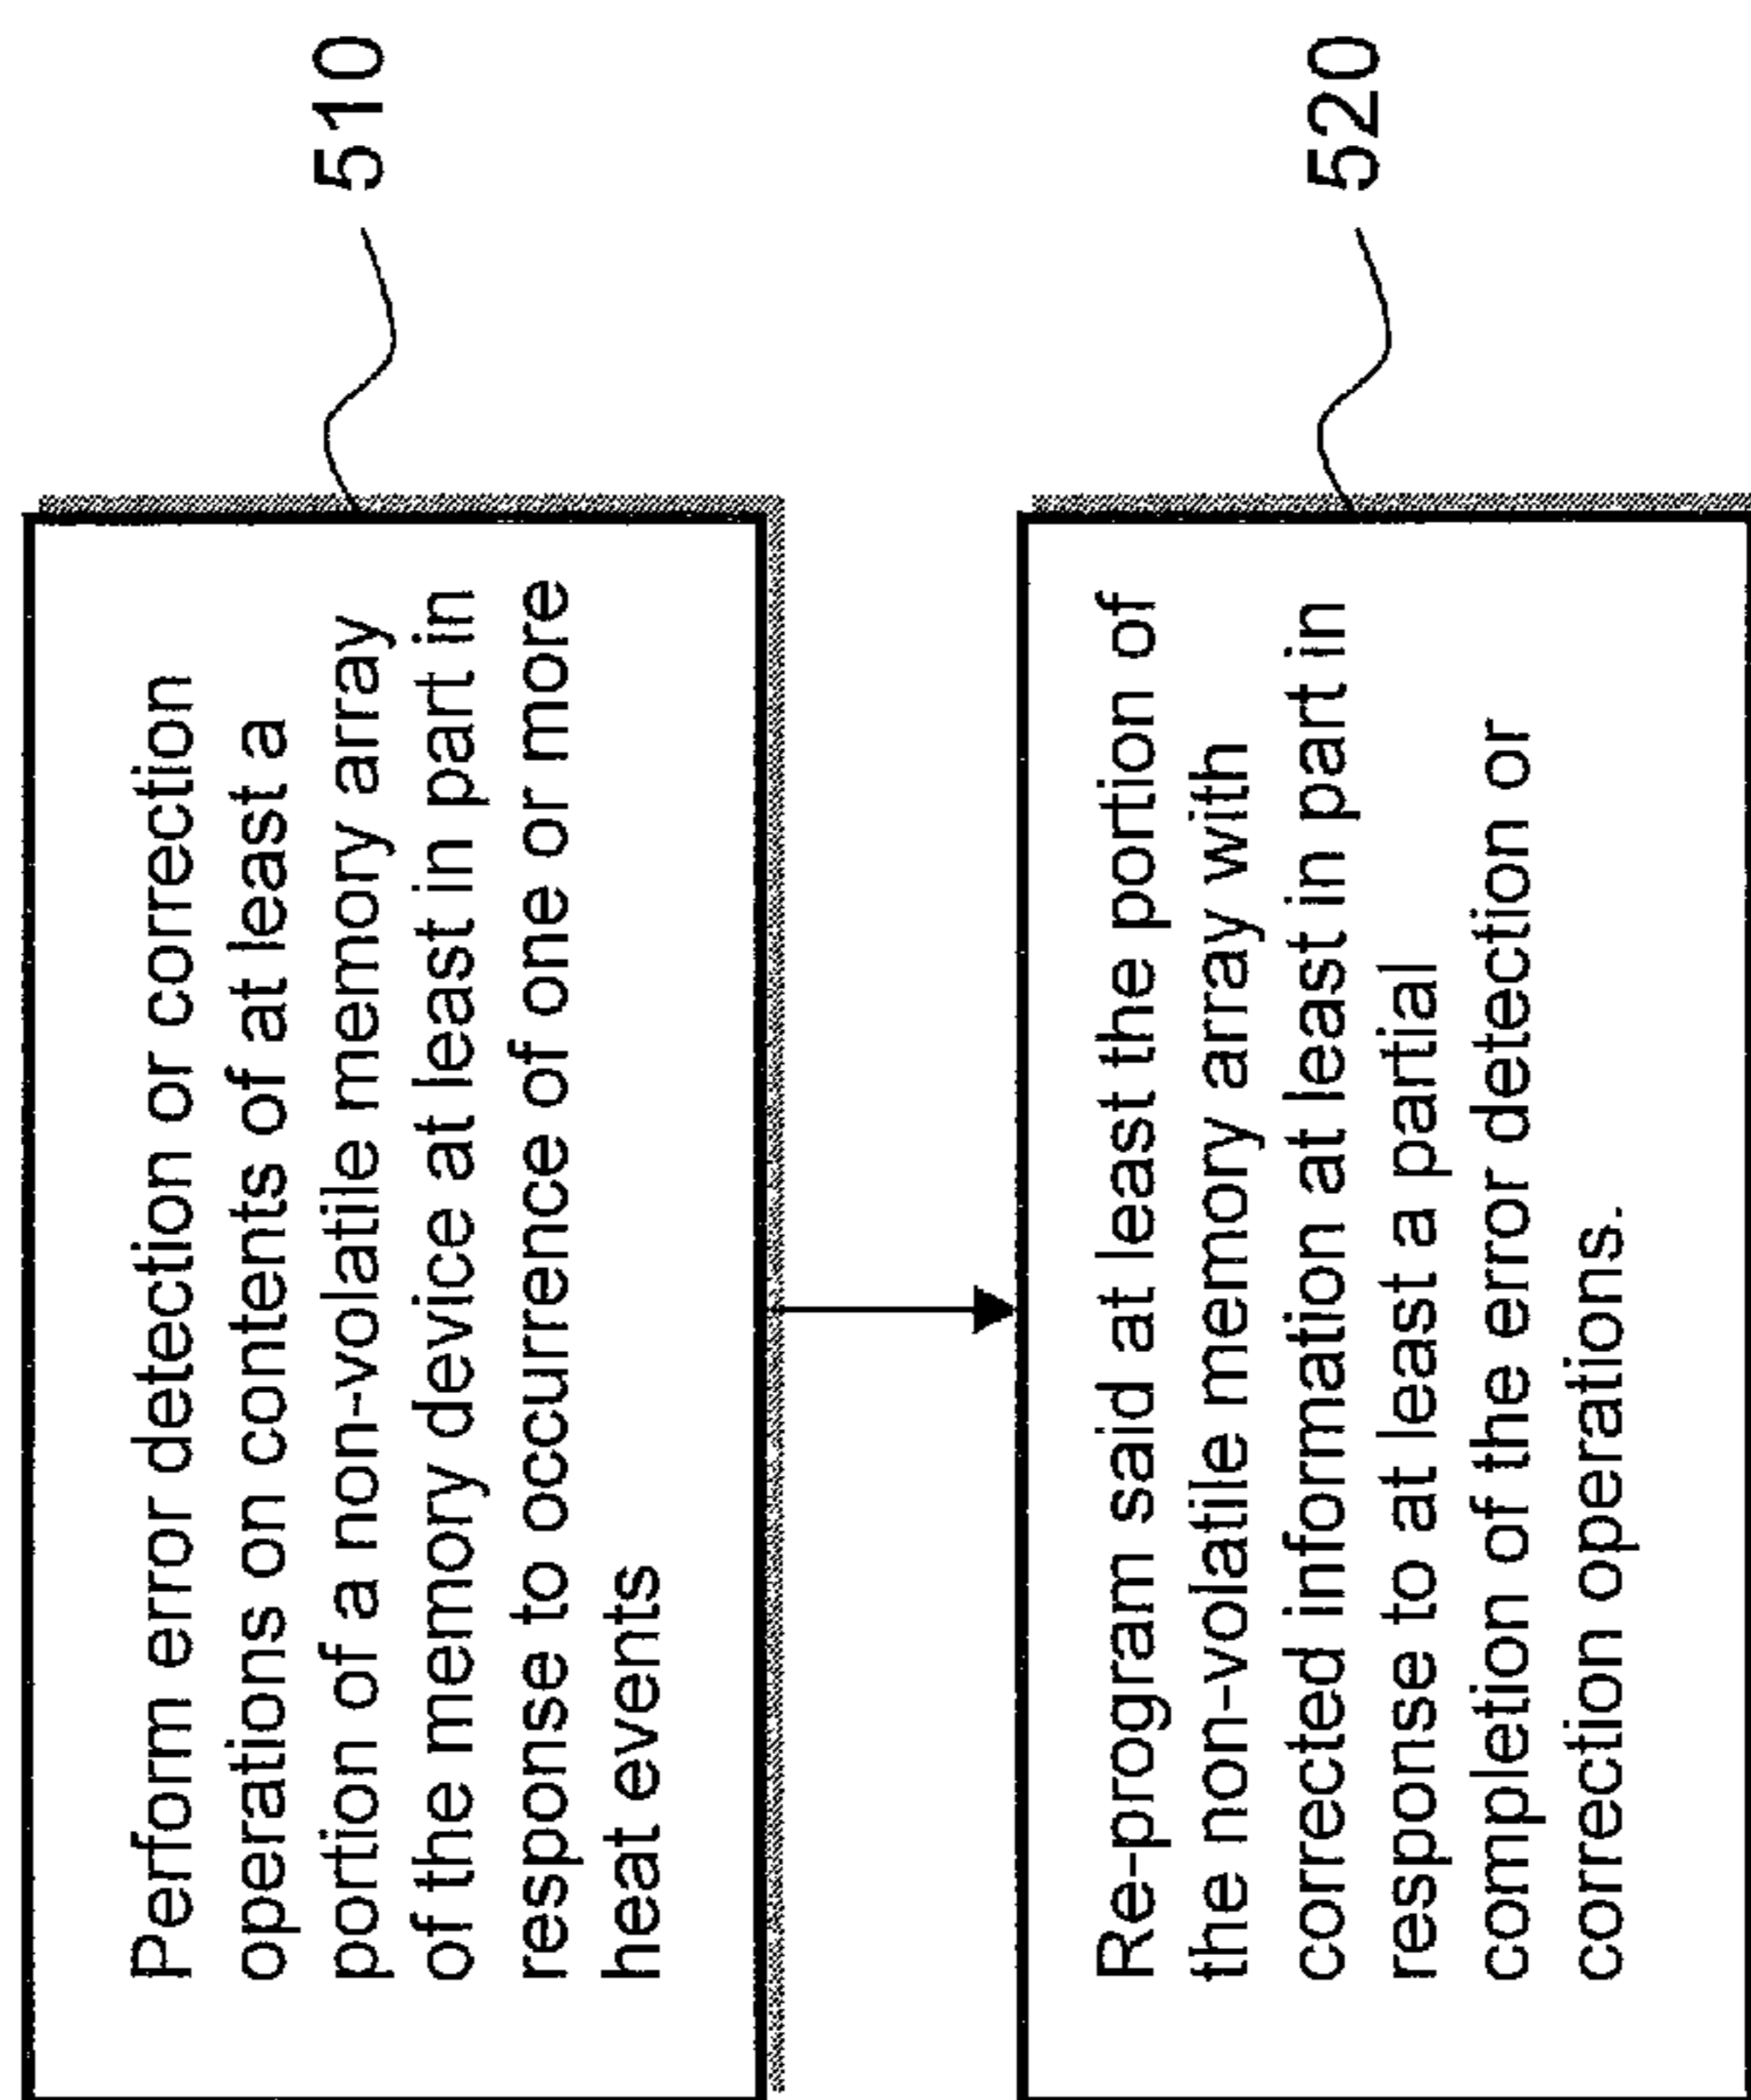 Perform error detection or correction
operations on contents of at least a
portion of a non-volatile memory array
of the memory device at least in part in
response to occurrence of one or more
heat events
510
Re-program said at least the portion of
the non-volatile memory array with
corrected information at least in part in
response to at least a partial
completion of the error detection or
correction operations.
520